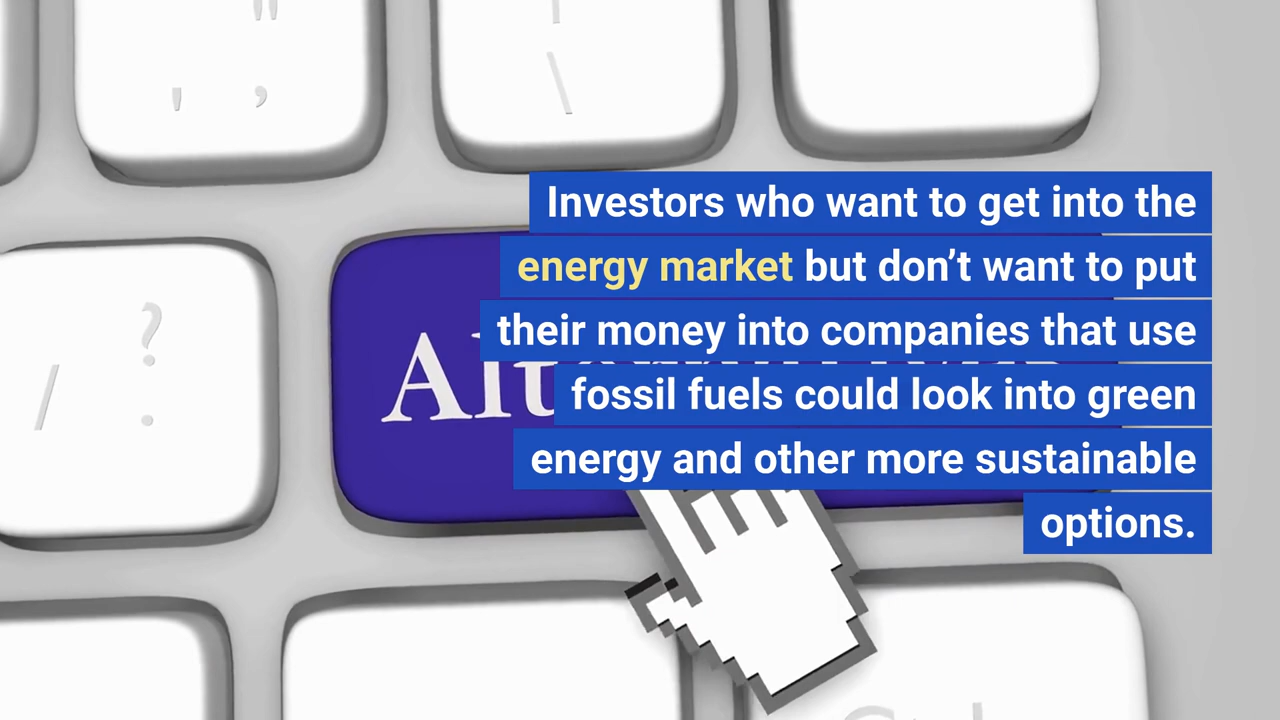 Investors who want to get into the
energy market but don’t want to put
their money into companies that use
fossil fuels could look into green
energy and other more sustainable
options.
" |
' , \
?
/ .